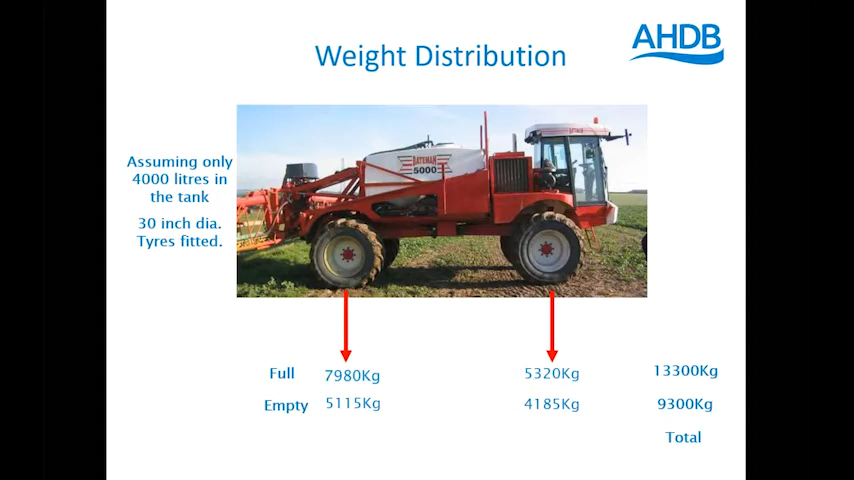 Weight Distribution
AHDB
Assuming only
4000 litres in
the tank
30 inch dia.
Tyres fitted.
BATEMAN
5000
Full 7980Kg 5320Kg 13300Kg
Empty 5115Kg 4185Kg 9300Kg
Total